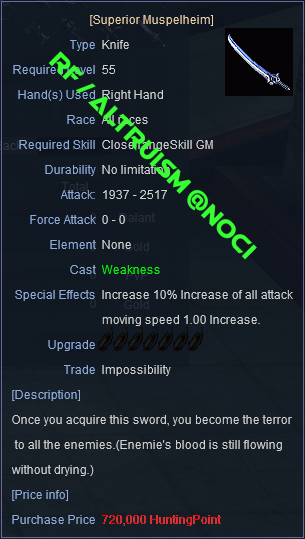 [Superior Muspelheim]
Type Knife
Required Level 55
Hand(s) Used Right Hand
Race All races
Required Skill CloseRangeSkill GM
Durability No limitation
Attack: 1937 - 2517
Force Attack 0 - 0
Element None
Cast Weakness
Special Effects Increase 10% Increase of all attack
moving speed 1.00 Increase.
Upgrade
Trade Impossibility
[Description]
Once you acquire this sword, you become the terror
to all the enemies.(Enemie's blood is still flowing
without drying.)
[Price info]
Purchase Price 720,000 HuntingPoint
RF / ALTRUISM @NOCI